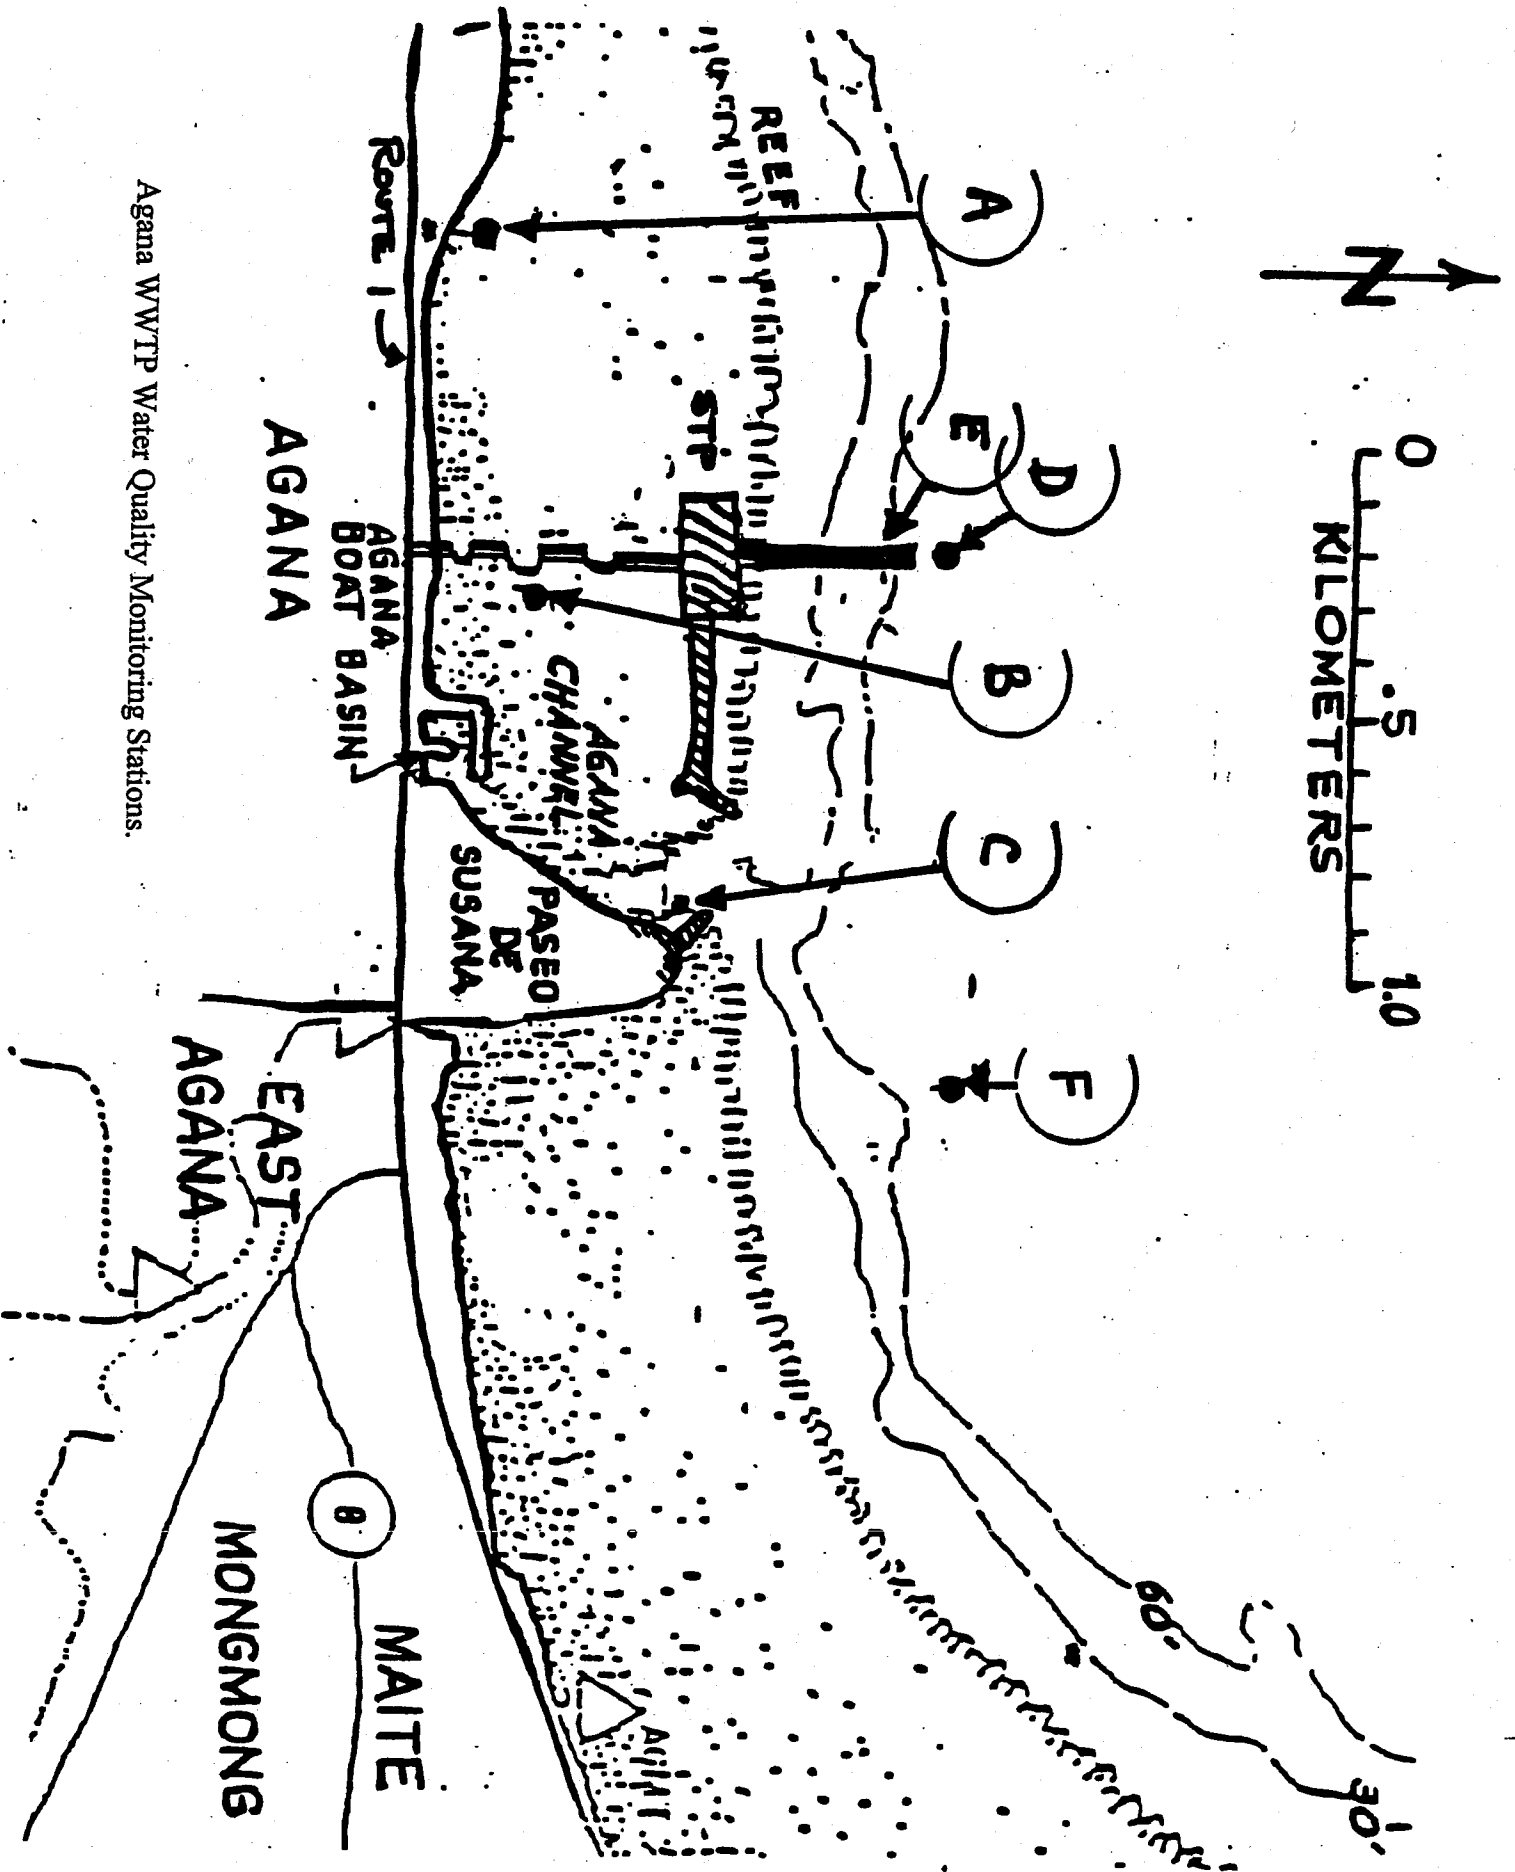 N
0 .5 1.0
KILOMETERS
A
E
D
B
C
F
60'
30'
REEF
STP
AGANA
CHANNEL
ROUTE 1
AGANA
BOAT BASIN
PASEO
DE
SUSANA
AGANA
EAST
AGANA
8
MAITE
MONGMONG
Agana WWTP Water Quality Monitoring Stations.